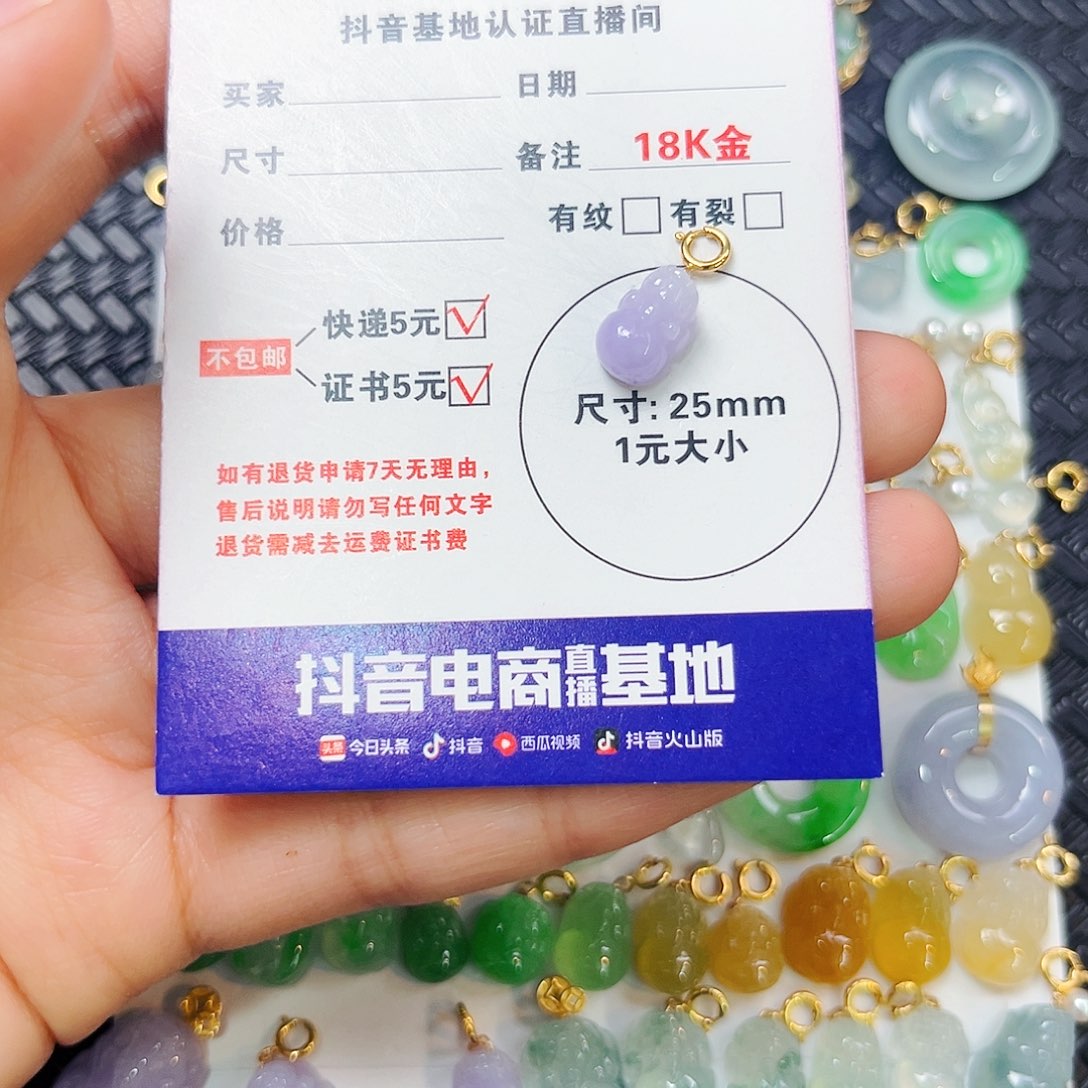 抖音基地认证直播间
买家 日期
尺寸 备注 18K金
价格 有纹 有裂
快递5元
不包邮
证书5元
尺寸: 25mm
1元大小
如有退货申请7天无理由,
售后说明请勿写任何文字
退货需减去运费证书费
抖音电商直播基地
头条 今日头条 抖音 西瓜视频 抖音火山版